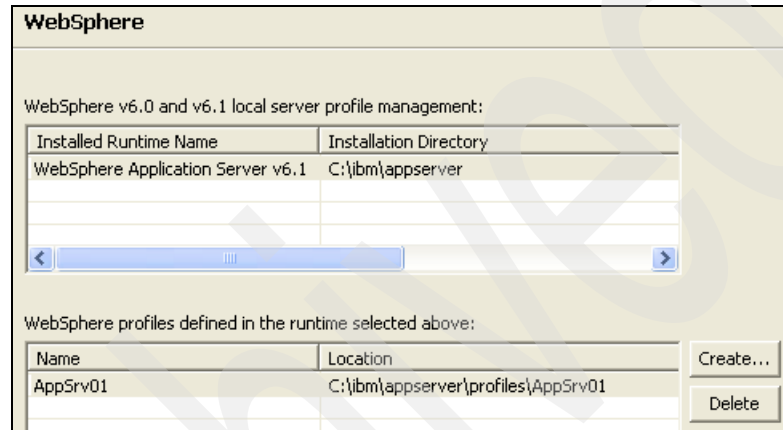 WebSphere
WebSphere v6.0 and v6.1 local server profile management:
Installed Runtime Name Installation Directory
WebSphere Application Server v6.1 C:\ibm\appserver
WebSphere profiles defined in the runtime selected above:
Name Location Create...
AppSrv01 C:\ibm\appserver\profiles\AppSrv01
Delete